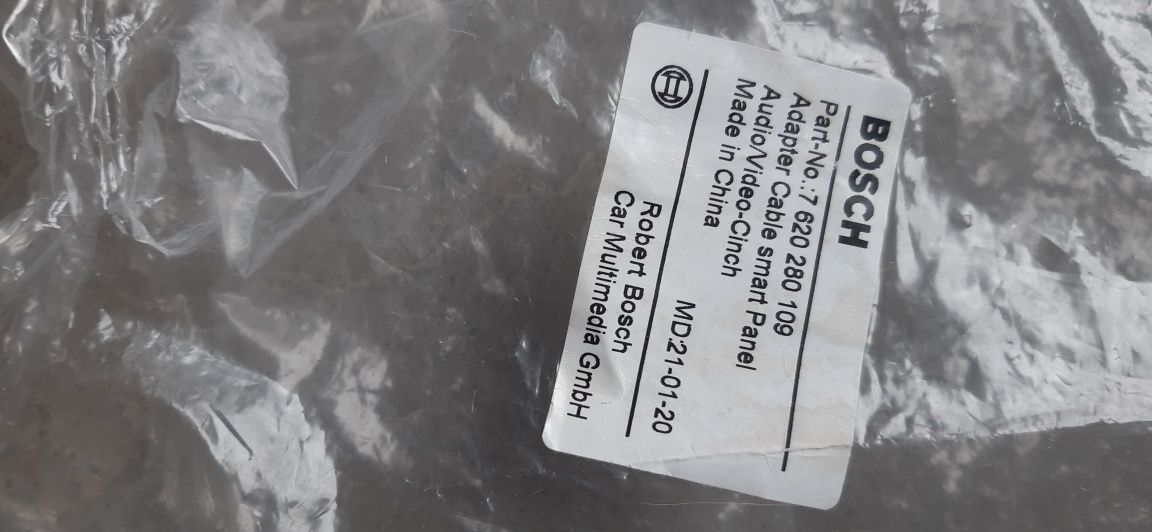 BOSCH
Part-No.:7 620 280 109
Adapter Cable smart Panel
Audio/Video-Cinch
Made in China
MD:21-01-20
Robert Bosch
Car Multimedia GmbH